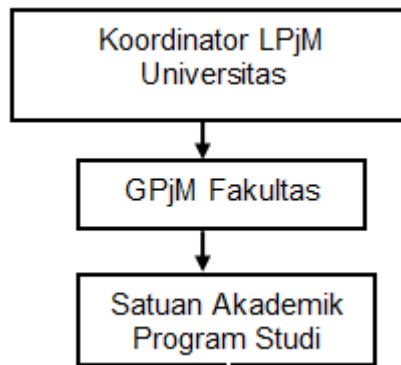 Koordinator LPjM
Universitas
GPjM Fakultas
Satuan Akademik
Program Studi